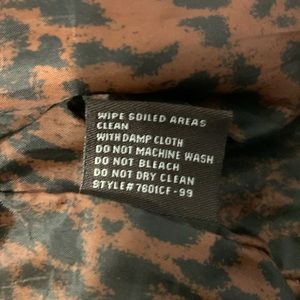 WIPE SOILED AREAS
CLEAN
WITH DAMP CLOTH
DO NOT MACHINE WASH
DO NOT BLEACH
DO NOT DRY CLEAN
STYLE#7601CF-99